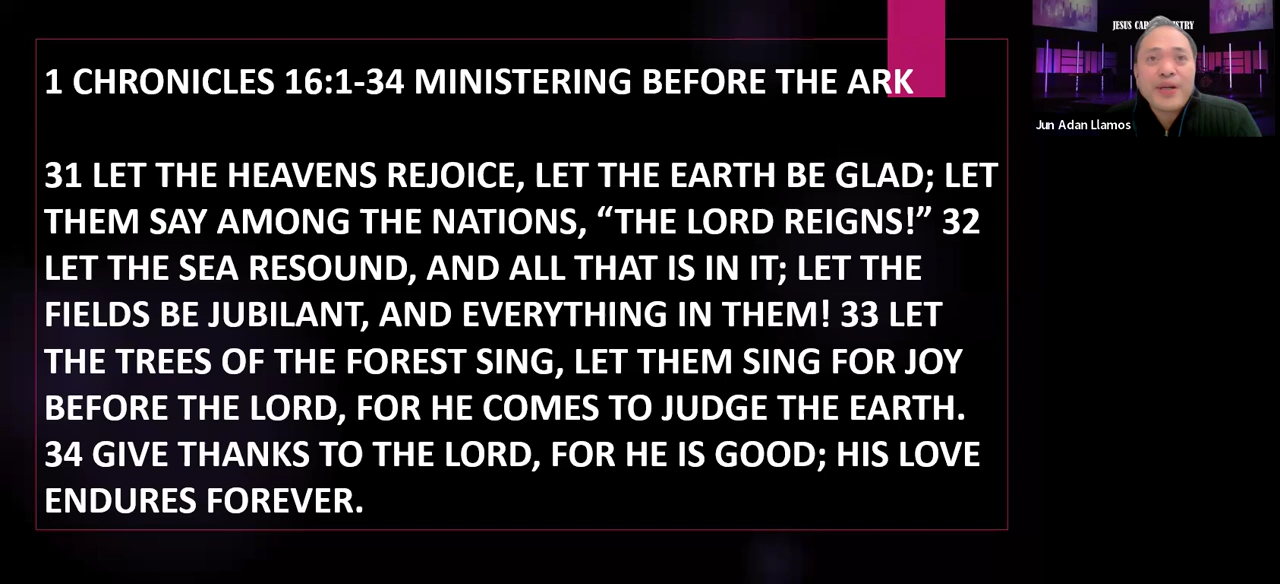 1 CHRONICLES 16:1-34 MINISTERING BEFORE THE ARK
31 LET THE HEAVENS REJOICE, LET THE EARTH BE GLAD; LET
THEM SAY AMONG THE NATIONS, “THE LORD REIGNS!” 32
LET THE SEA RESOUND, AND ALL THAT IS IN IT; LET THE
FIELDS BE JUBILANT, AND EVERYTHING IN THEM! 33 LET
THE TREES OF THE FOREST SING, LET THEM SING FOR JOY
BEFORE THE LORD, FOR HE COMES TO JUDGE THE EARTH.
34 GIVE THANKS TO THE LORD, FOR HE IS GOOD; HIS LOVE
ENDURES FOREVER.
JESUS
Jun Adan Llamos